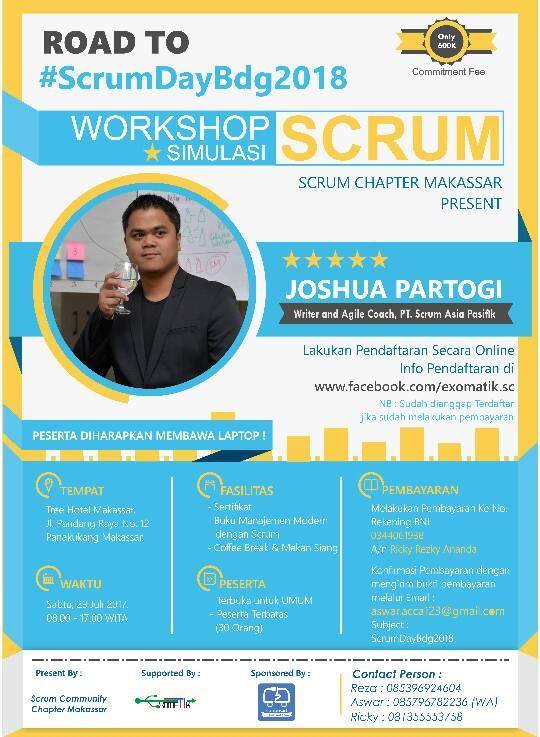 ROAD TO
#ScrumDayBdg2018
Only
600K
Commitment Fee
WORKSHOP
SIMULASI
SCRUM
SCRUM CHAPTER MAKASSAR
PRESENT
JOSHUA PARTOGI
Writer and Agile Coach, PT. Scrum Asia Pasifik
Lakukan Pendaftaran Secara Online
Info Pendaftaran di
www.facebook.com/exomatik.sc
NB : Sudah dianggap Terdaftar
jika sudah melakukan pembayaran
PESERTA DIHARAPKAN MEMBAWA LAPTOP !
TEMPAT
Tree Hotel Makassar.
Jl. Pandang Raya No. 12
Panakukang Makassar.
WAKTU
Sabtu, 29 Juli 2017.
08.00 - 17.00 WITA
FASILITAS
- Sertifikat
Buku Manajemen Modern
dengan Scrum
- Coffee Break & Makan Siang
PESERTA
- Terbuka untuk UMUM
- Peserta Terbatas
(30 Orang)
PEMBAYARAN
Melakukan Pembayaran Ke No.
Rekening BNI
0344061938
A/n Ricky Rezky Ananda
Konfirmasi Pembayaran dengan
mengirim bukti pembayaran
melalui Email :
aswar.acca123@gmail.com
Subject :
ScrumDayBdg2018
Present By :
Scrum Community
Chapter Makassar
Supported By :
Sponsored By :
Contact Person :
Reza : 085396924604
Aswar : 085796782236 (WA)
Ricky : 081355553758